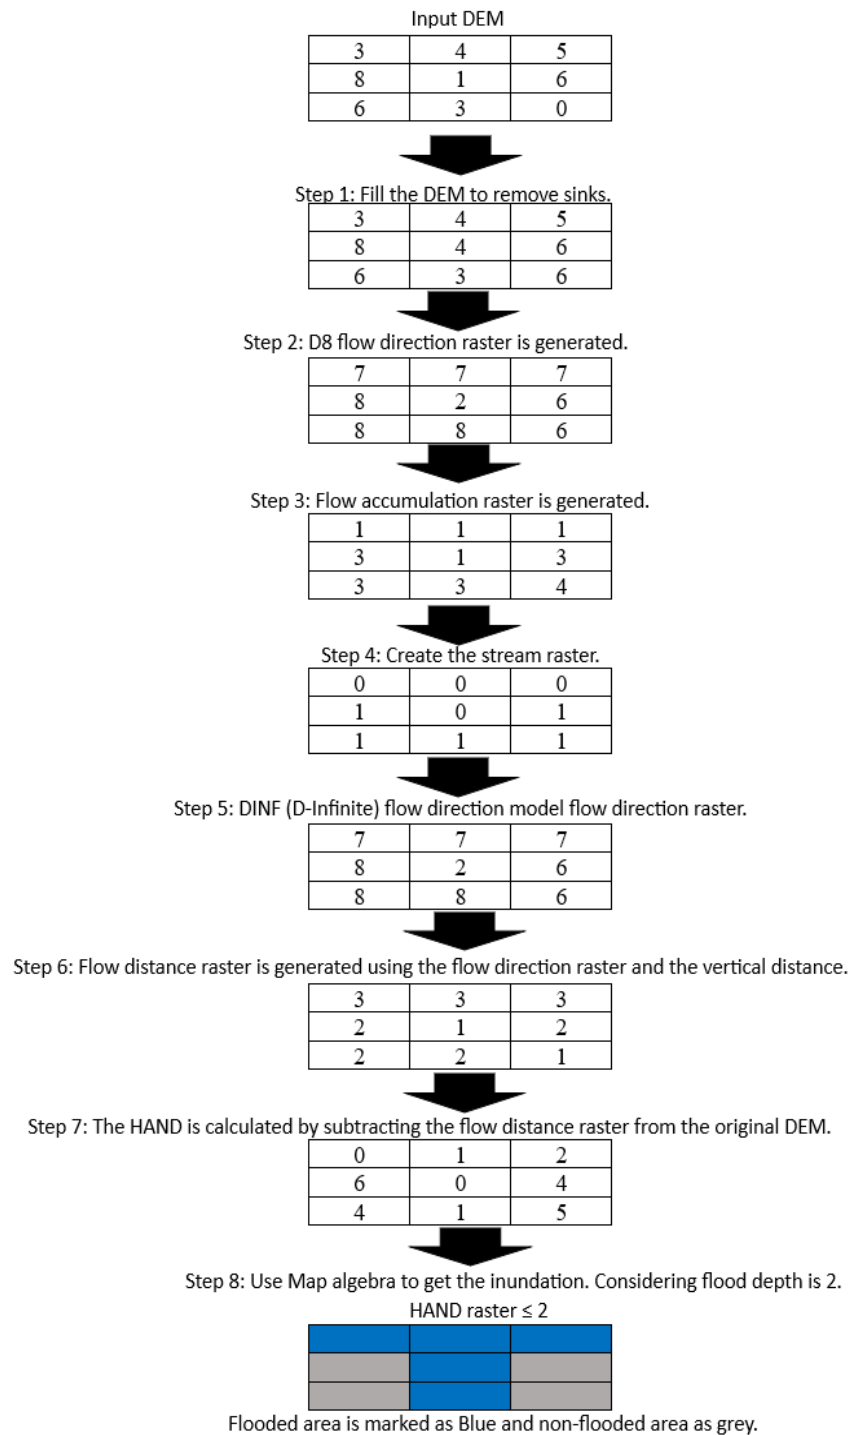 Input DEM
3 4 5
8 1 6
6 3 0
Step 1: Fill the DEM to remove sinks.
3 4 5
8 4 6
6 3 6
Step 2: D8 flow direction raster is generated.
7 7 7
8 2 6
8 8 6
Step 3: Flow accumulation raster is generated.
1 1 1
3 1 3
3 3 4
Step 4: Create the stream raster.
0 0 0
1 0 1
1 1 1
Step 5: DINF (D-Infinite) flow direction model flow direction raster.
7 7 7
8 2 6
8 8 6
Step 6: Flow distance raster is generated using the flow direction raster and the vertical distance.
3 3 3
2 1 2
2 2 1
Step 7: The HAND is calculated by subtracting the flow distance raster from the original DEM.
0 1 2
6 0 4
4 1 5
Step 8: Use Map algebra to get the inundation. Considering flood depth is 2.
HAND raster ≤ 2
Flooded area is marked as Blue and non-flooded area as grey.